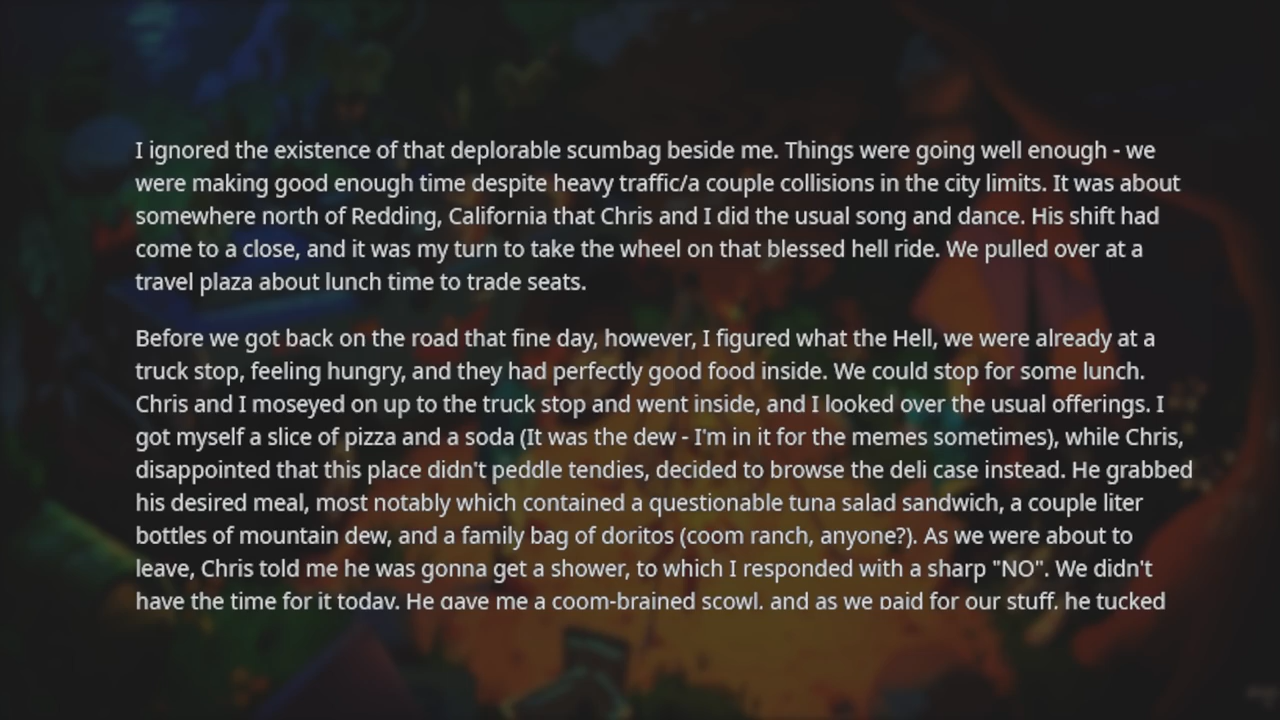 I ignored the existence of that deplorable scumbag beside me. Things were going well enough - we
were making good enough time despite heavy traffic/a couple collisions in the city limits. It was about
somewhere north of Redding, California that Chris and I did the usual song and dance. His shift had
come to a close, and it was my turn to take the wheel on that blessed hell ride. We pulled over at a
travel plaza about lunch time to trade seats.
Before we got back on the road that fine day, however, I figured what the Hell, we were already at a
truck stop, feeling hungry, and they had perfectly good food inside. We could stop for some lunch.
Chris and I moseyed on up to the truck stop and went inside, and I looked over the usual offerings. I
got myself a slice of pizza and a soda (It was the dew - I'm in it for the memes sometimes), while Chris,
disappointed that this place didn't peddle tendies, decided to browse the deli case instead. He grabbed
his desired meal, most notably which contained a questionable tuna salad sandwich, a couple liter
bottles of mountain dew, and a family bag of doritos (coom ranch, anyone?). As we were about to
leave, Chris told me he was gonna get a shower, to which I responded with a sharp "NO". We didn't
have the time for it today. He gave me a coom-brained scowl, and as we paid for our stuff, he tucked